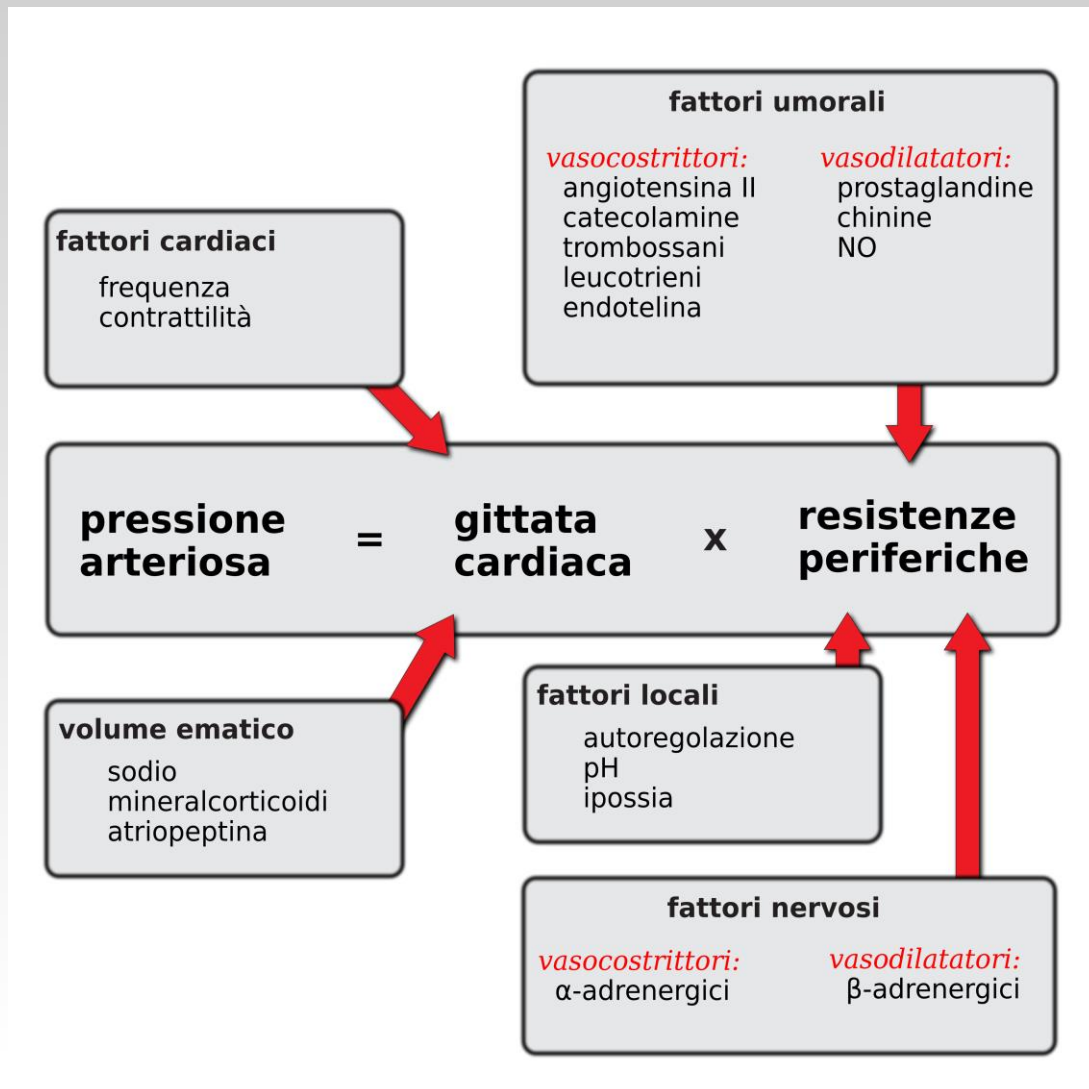 fattori umorali
vasocostrittori:
angiotensina II
catecolamine
trombossani
leucotrieni
endotelina
vasodilatatori:
prostaglandine
chinine
NO
fattori cardiaci
frequenza
contrattilità
pressione
arteriosa
=
gittata
cardiaca
x
resistenze
periferiche
volume ematico
sodio
mineralcorticoidi
atriopeptina
fattori locali
autoregolazione
pH
ipossia
fattori nervosi
vasocostrittori:
α-adrenergici
vasodilatatori:
β-adrenergici